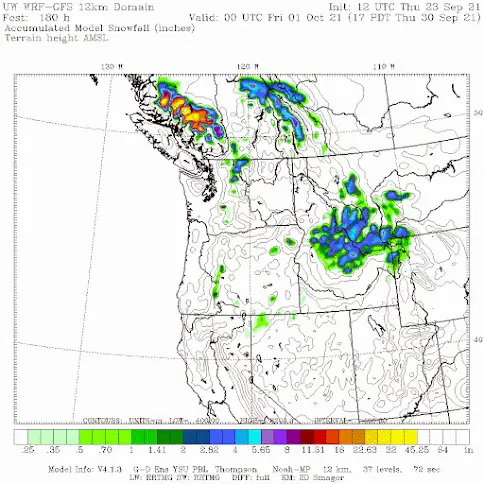 UW WRF-GFS 12km Domain Init: 12 UTC Thu 23 Sep 21
Fcst: 180 h Valid: 00 UTC Fri 01 Oct 21 (17 PDT Thu 30 Sep 21)
Accumulated Model Snowfall (inches)
Terrain height AMSL
130 W 120 W 110 W
50
40
CONTOURS: UNITS=m LOW= INTERVAL=
.25 .35 .5 .70 1 1.41 2 2.82 4 5.65 8 11.31 16 22.63 32 45.25 64 in
Model Info: V4.1.3 G-D Ens YSU PBL Thompson Noah-MP 12 km, 37 levels, 72 sec
LW: RRTMG SW: RRTMG DIFF: full KM: 2D Smagor